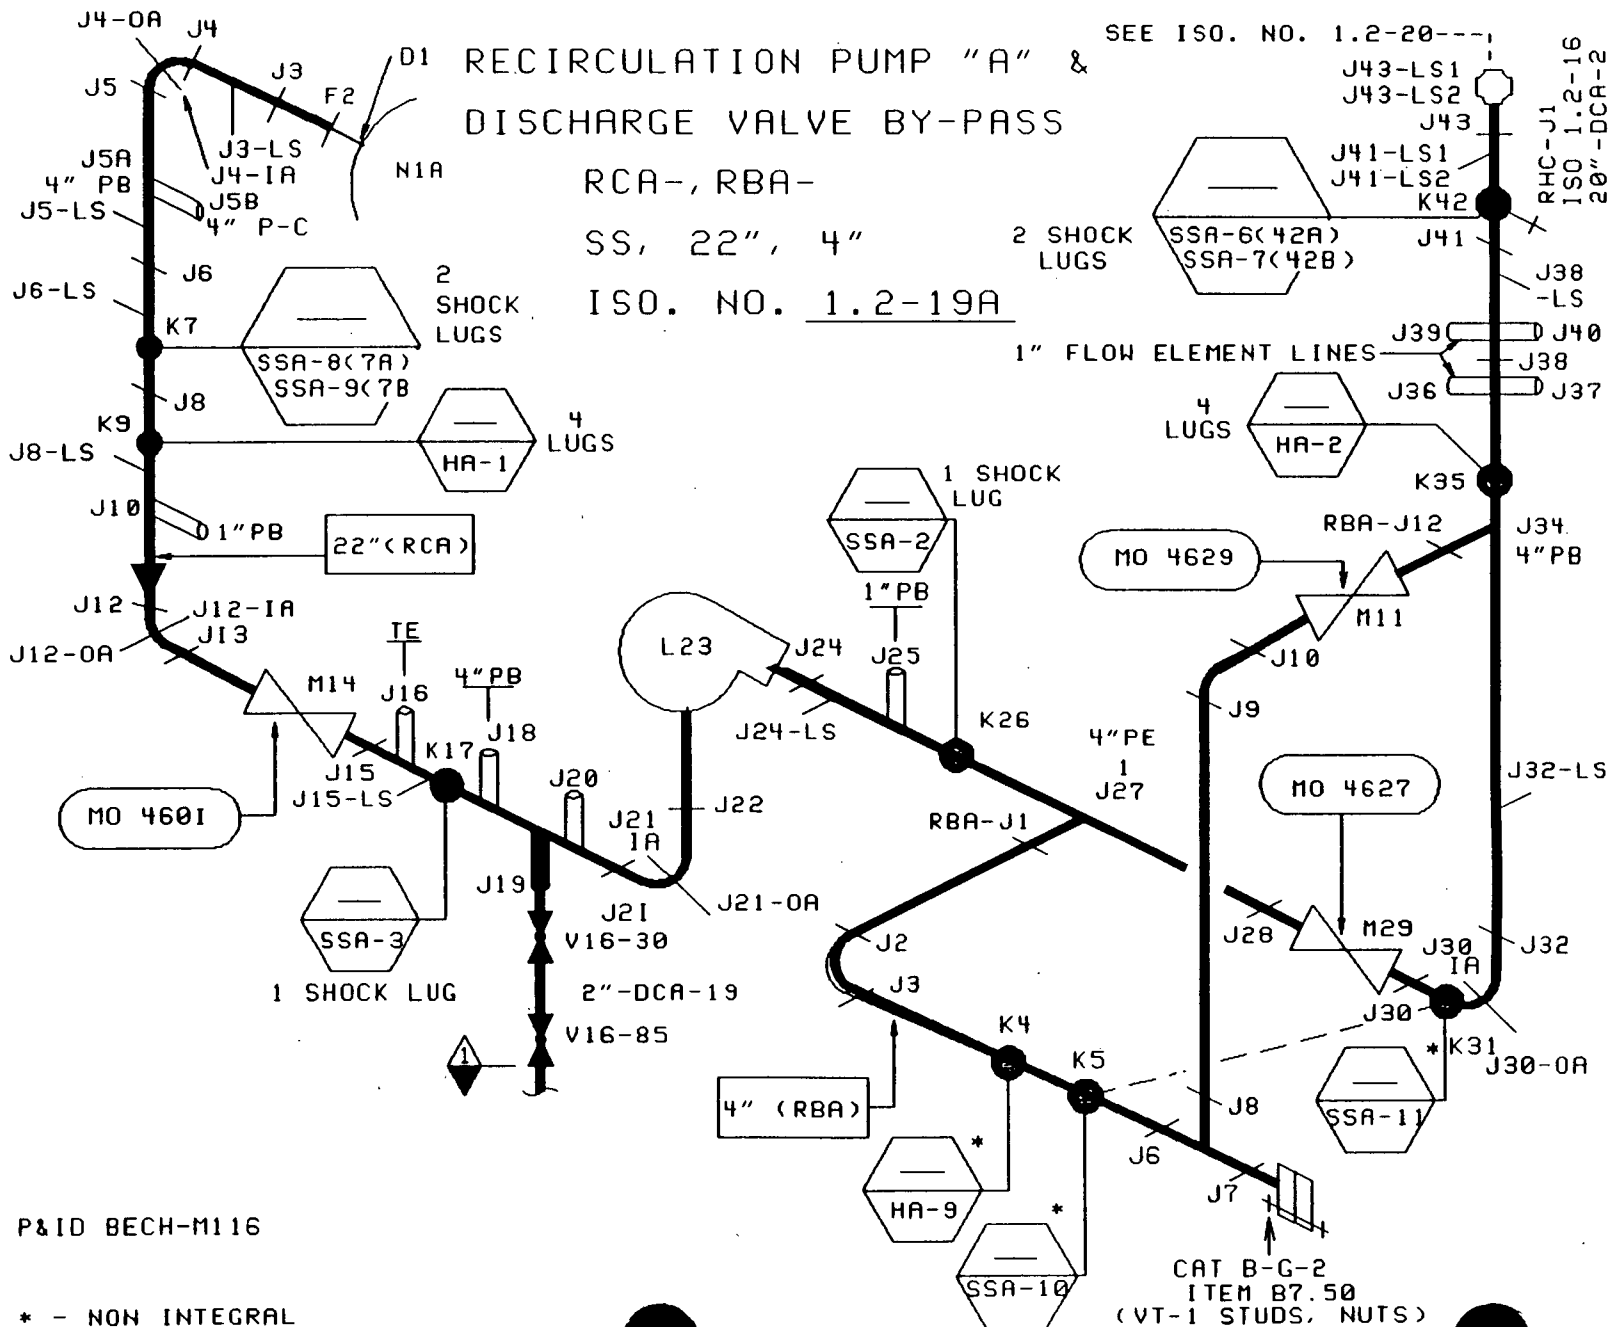 J4-OA
J4
J5
J3
F2
D1
RECIRCULATION PUMP "A" &
DISCHARGE VALVE BY-PASS
RCA-, RBA-
SS, 22", 4"
ISO. NO. 1.2-19A
J3-LS
J4-IA
N1A
J5A
4" PB
J5B
4" P-C
J5-LS
J6
J6-LS
K7
2
SHOCK
LUGS
SSA-8(7A)
SSA-9(7B
J8
K9
4
LUGS
HA-1
J8-LS
J10
1"PB
22"(RCA)
J12
J12-IA
JI3
J12-OA
M14
TE
J16
4"PB
J18
K17
J15
J15-LS
MO 460I
J20
J21
IA
J22
J19
J2I
J21-OA
SSA-3
1 SHOCK LUG
V16-30
2"-DCA-19
V16-85
1
L23
J24
J24-LS
1"PB
J25
1 SHOCK
LUG
SSA-2
K26
4"PE
1
J27
RBA-J1
J2
J3
K4
K5
4" (RBA)
*
HA-9
*
SSA-10
J6
J7
J8
J9
J10
M11
MO 4629
RBA-J12
J34
4"PB
MO 4627
J28
M29
J30
IA
J30
* K31
J30-OA
SSA-11
J32
J32-LS
K35
4
LUGS
HA-2
J36
J37
J38
1" FLOW ELEMENT LINES
J39
J40
J38
-LS
J41
K42
2 SHOCK
LUGS
SSA-6(42A)
SSA-7(42B)
J41-LS1
J41-LS2
J43
J43-LS1
J43-LS2
SEE ISO. NO. 1.2-20---
RHC-J1
ISO 1.2-16
20"-DCA-2
CAT B-G-2
ITEM B7.50
(VT-1 STUDS, NUTS)
P&ID BECH-M116
* - NON INTEGRAL